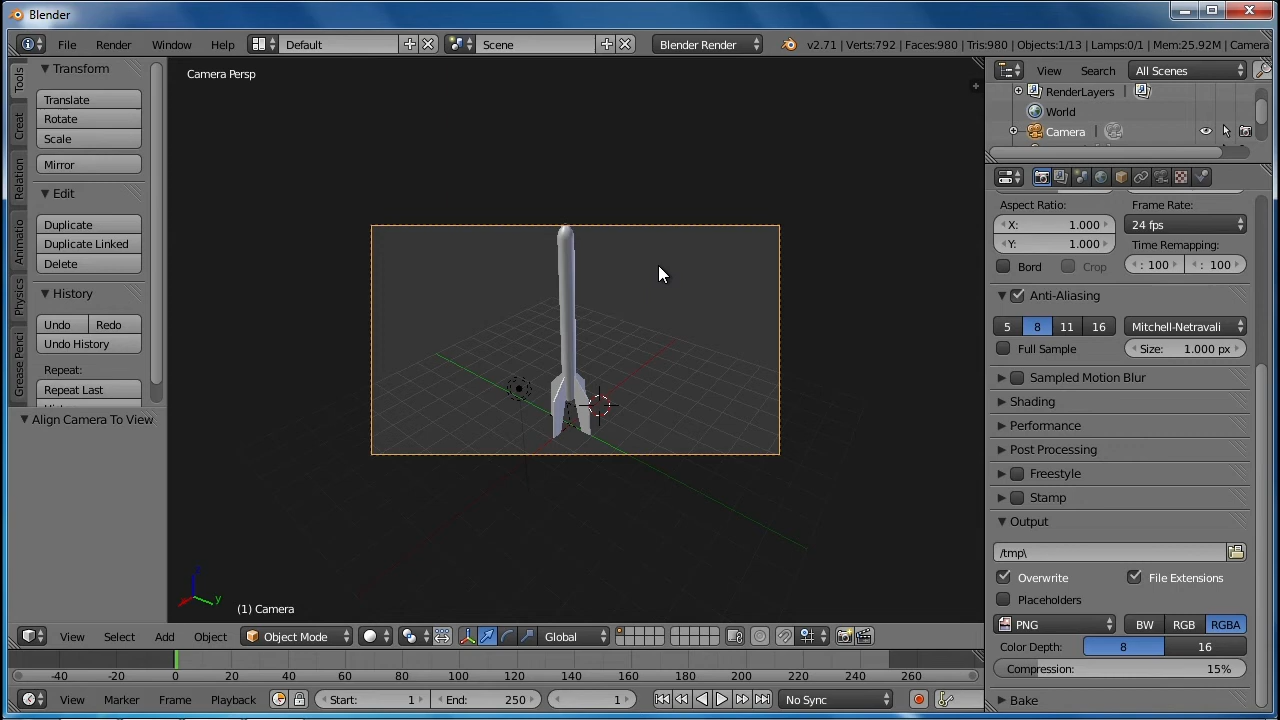 Blender
File Render Window Help Default Scene Blender Render v2.71 | Verts:792 | Faces:980 | Tris:980 | Objects:1/13 | Lamps:0/1 | Mem:25.92M | Camera
Transform
Translate
Rotate
Scale
Mirror
Edit
Duplicate
Duplicate Linked
Delete
History
Undo Redo
Undo History
Repeat:
Repeat Last
Align Camera To View
Tools
Creat
Relation
Animatio
Physics
Grease Penci
Camera Persp
z
y
(1) Camera
View Search All Scenes
RenderLayers
World
Camera
Aspect Ratio: Frame Rate:
X: 1.000 24 fps
Y: 1.000 Time Remapping:
Bord Crop : 100 : 100
Anti-Aliasing
5 8 11 16 Mitchell-Netravali
Full Sample Size: 1.000 px
Sampled Motion Blur
Shading
Performance
Post Processing
Freestyle
Stamp
Output
/tmp\
Overwrite File Extensions
Placeholders
PNG BW RGB RGBA
Color Depth: 8 16
Compression: 15%
Bake
View Select Add Object Object Mode Global
-40 -20 0 20 40 60 80 100 120 140 160 180 200 220 240 260
View Marker Frame Playback Start: 1 End: 250 1 No Sync